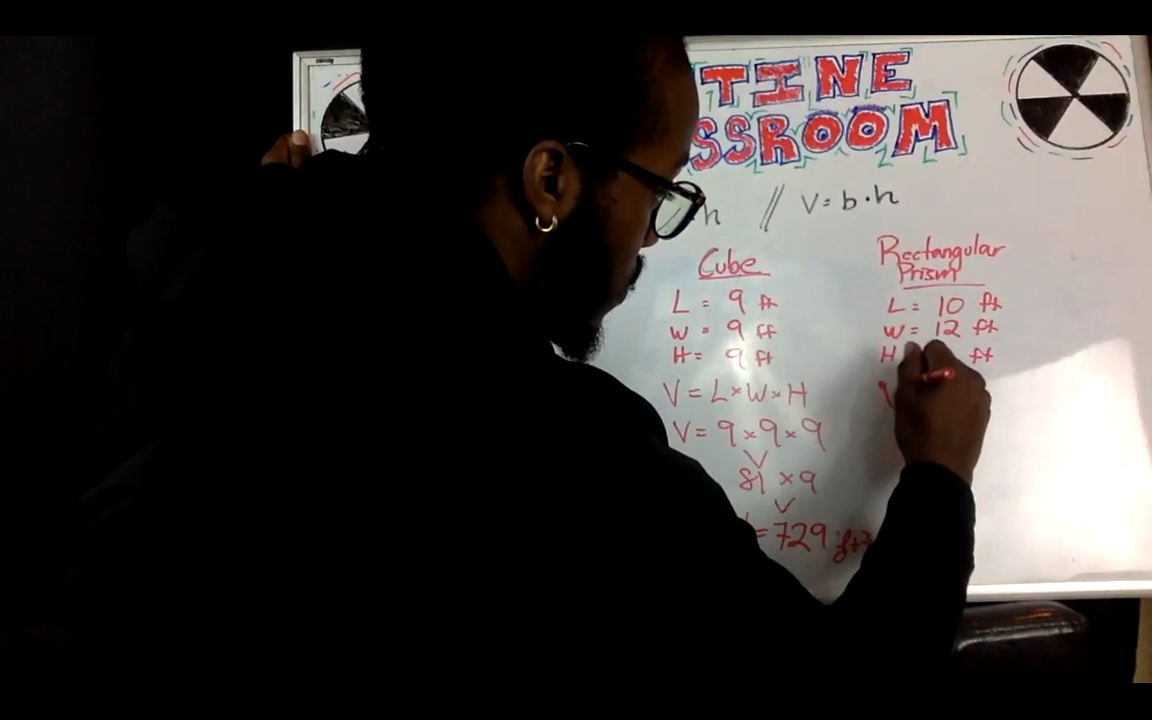 TINE
SSROOM
h // V = b · h
Cube
L = 9 ft
W = 9 ft
H = 9 ft
V = L × W × H
V = 9 × 9 × 9
81 × 9
= 729 ft3
Rectangular
Prism
L = 10 ft
W = 12 ft
H ft